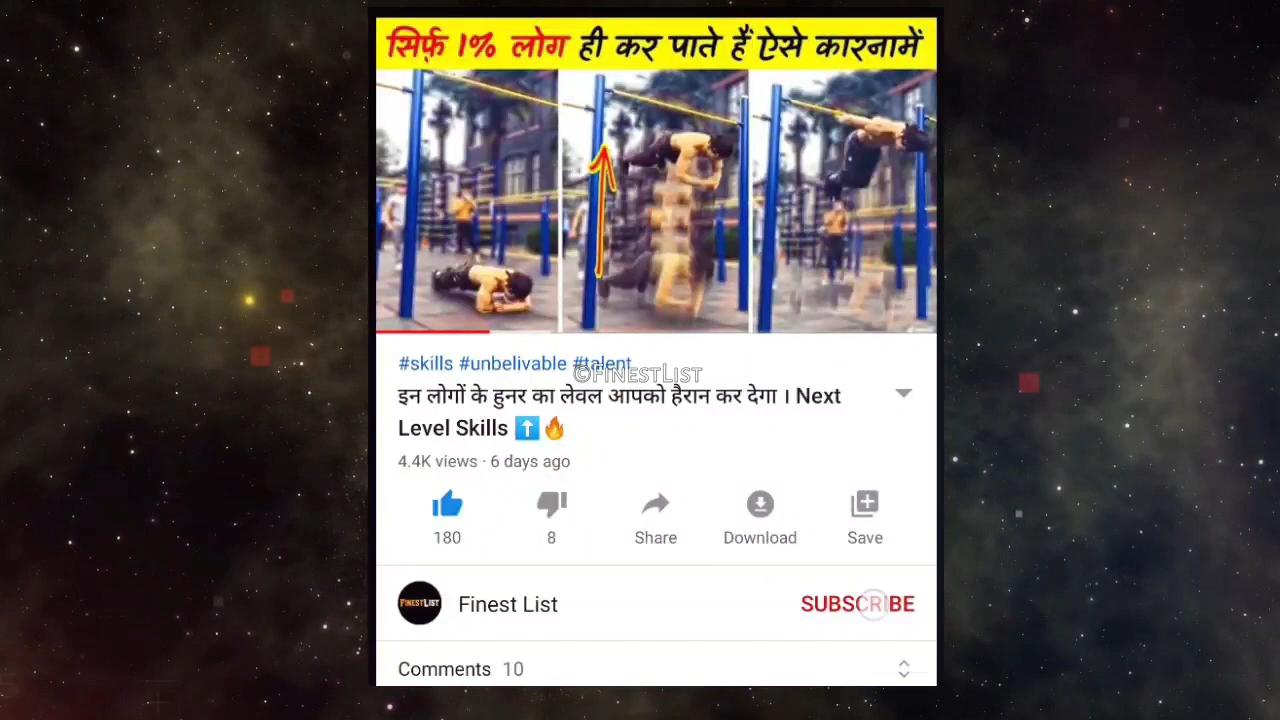 सिर्फ़ 1% लोग ही कर पाते हैं ऐसे कारनामें
#skills #unbelivable #talent
©FINESTLIST
इन लोगों के हुनर का लेवल आपको हैरान कर देगा । Next
Level Skills ⬆️🔥
4.4K views · 6 days ago
180 8 Share Download Save
FINESTLIST Finest List SUBSCRIBE
Comments 10